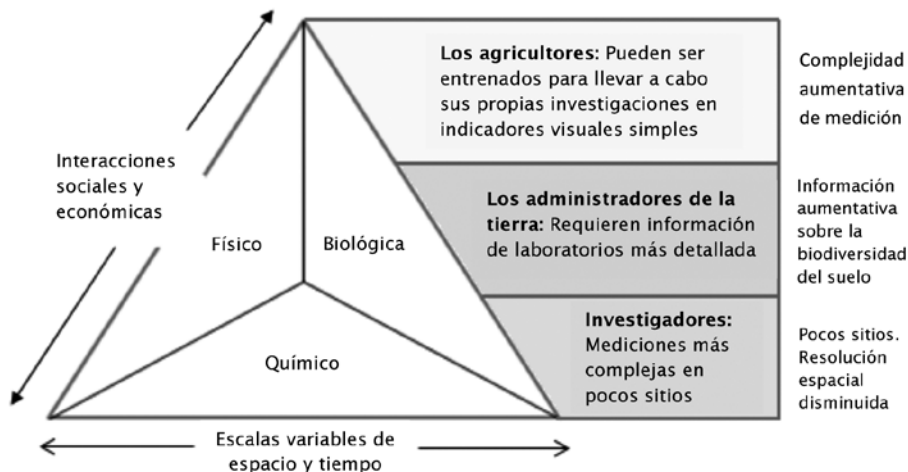 Los agricultores: Pueden ser
entrenados para llevar a cabo
sus propias investigaciones en
indicadores visuales simples
Complejidad
aumentativa
de medición
Interacciones
sociales y
económicas
Los administradores de la
tierra: Requieren información
de laboratorios más detallada
Información
aumentativa
sobre la
biodiversidad
del suelo
Físico
Biológica
Químico
Investigadores:
Mediciones más
complejas en
pocos sitios
Pocos sitios.
Resolución
espacial
disminuida
Escalas variables de
espacio y tiempo